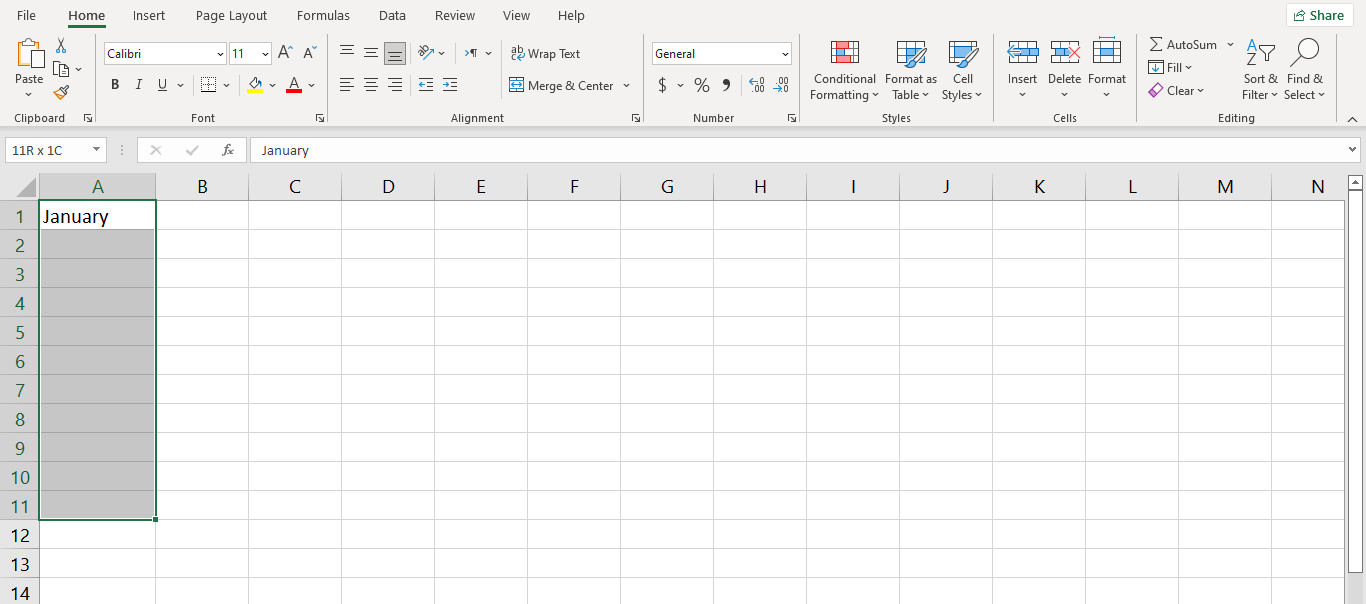 File Home Insert Page Layout Formulas Data Review View Help Share
Paste
Clipboard
Calibri 11
B I U A
Font
ab Wrap Text
Merge & Center
Alignment
General
$ % ,
Number
Conditional Formatting
Format as Table
Cell Styles
Styles
Insert Delete Format
Cells
AutoSum
Fill
Clear
Sort & Filter
Find & Select
Editing
11R x 1C fx January
A B C D E F G H I J K L M N
1 January
2
3
4
5
6
7
8
9
10
11
12
13
14